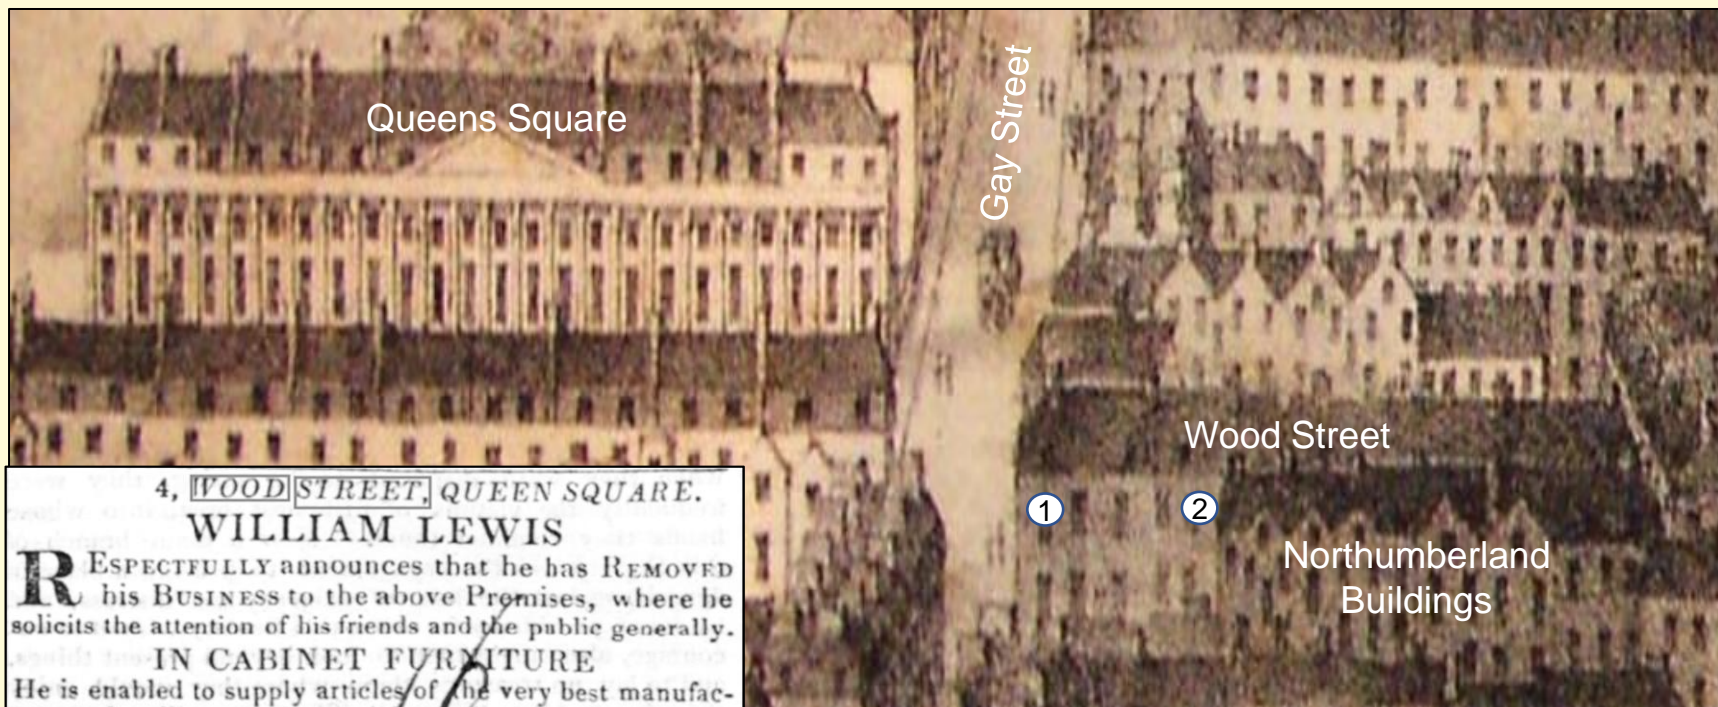 Queens Square
Gay Street
Wood Street
1
2
Northumberland
Buildings
4, WOOD STREET, QUEEN SQUARE.
WILLIAM LEWIS
RESPECTFULLY announces that he has REMOVED
his BUSINESS to the above Premises, where he
solicits the attention of his friends and the public generally.
IN CABINET FURNITURE
He is enabled to supply articles of the very best manufac-